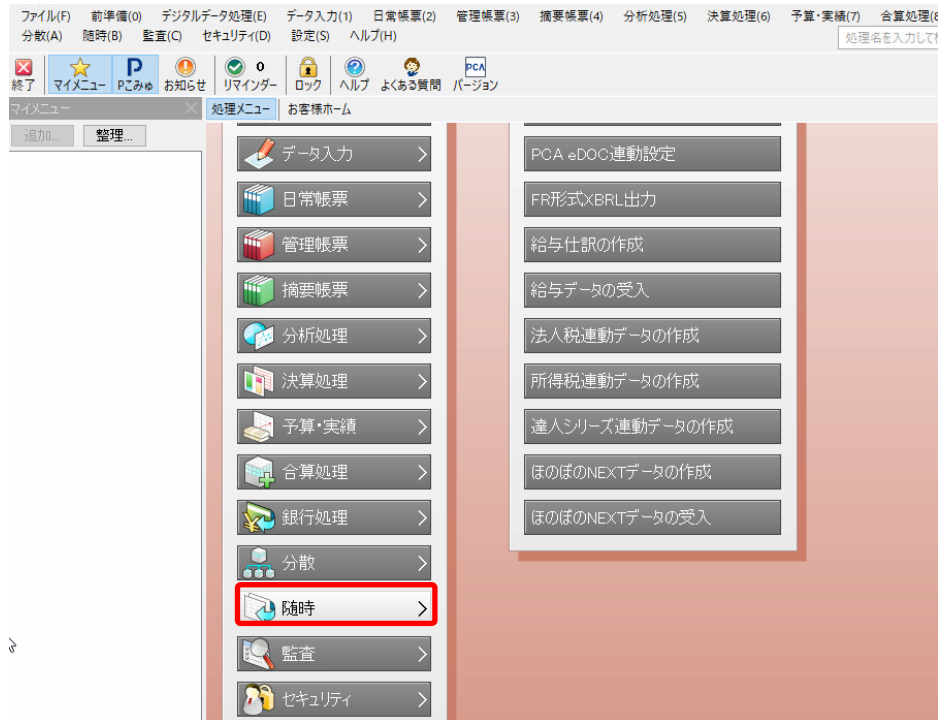 ファイル(F) 前準備(0) デジタルデータ処理(E) データ入力(1) 日常帳票(2) 管理帳票(3) 摘要帳票(4) 分析処理(5) 決算処理(6) 予算・実績(7) 合算処理(8
分散(A) 随時(B) 監査(C) セキュリティ(D) 設定(S) ヘルプ(H)
処理名を入力して
0
PCA
終了 マイメニュー Pこみゅ お知らせ リマインダー ロック ヘルプ よくある質問 バージョン
マイメニュー
処理メニュー お客様ホーム
追加... 整理...
データ入力
日常帳票
管理帳票
摘要帳票
分析処理
決算処理
予算・実績
合算処理
銀行処理
分散
随時
監査
セキュリティ
PCA eDOC連動設定
FR形式XBRL出力
給与仕訳の作成
給与データの受入
法人税連動データの作成
所得税連動データの作成
達人シリーズ連動データの作成
ほのぼのNEXTデータの作成
ほのぼのNEXTデータの受入